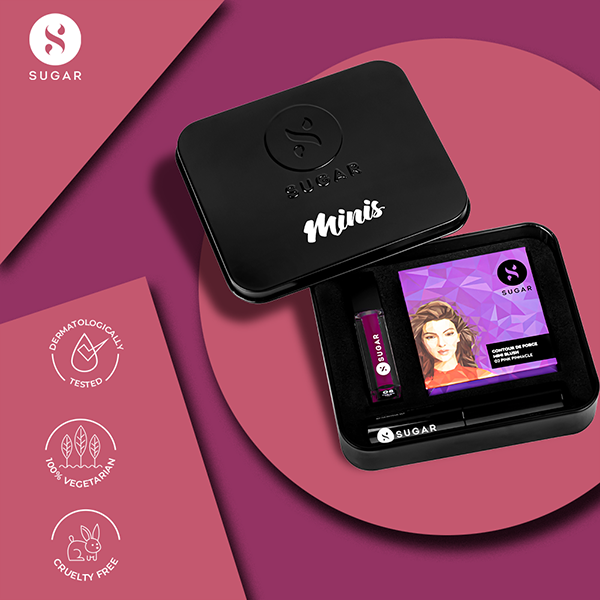 SUGAR
SUGAR
Minis
SUGAR
CONTOUR DE FORCE
MINI BLUSH
02 PINK PINNACLE
SUGAR
SUGAR
DERMATOLOGICALLY
TESTED
100% VEGETARIAN
CRUELTY FREE